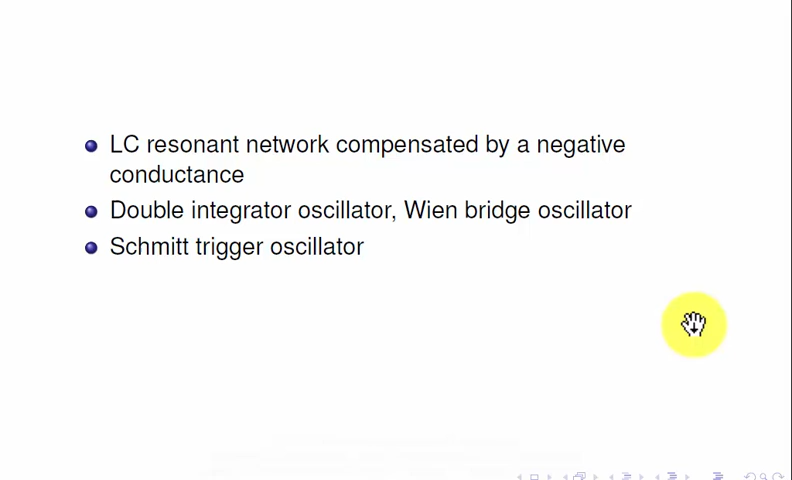 LC resonant network compensated by a negative
conductance
Double integrator oscillator, Wien bridge oscillator
Schmitt trigger oscillator